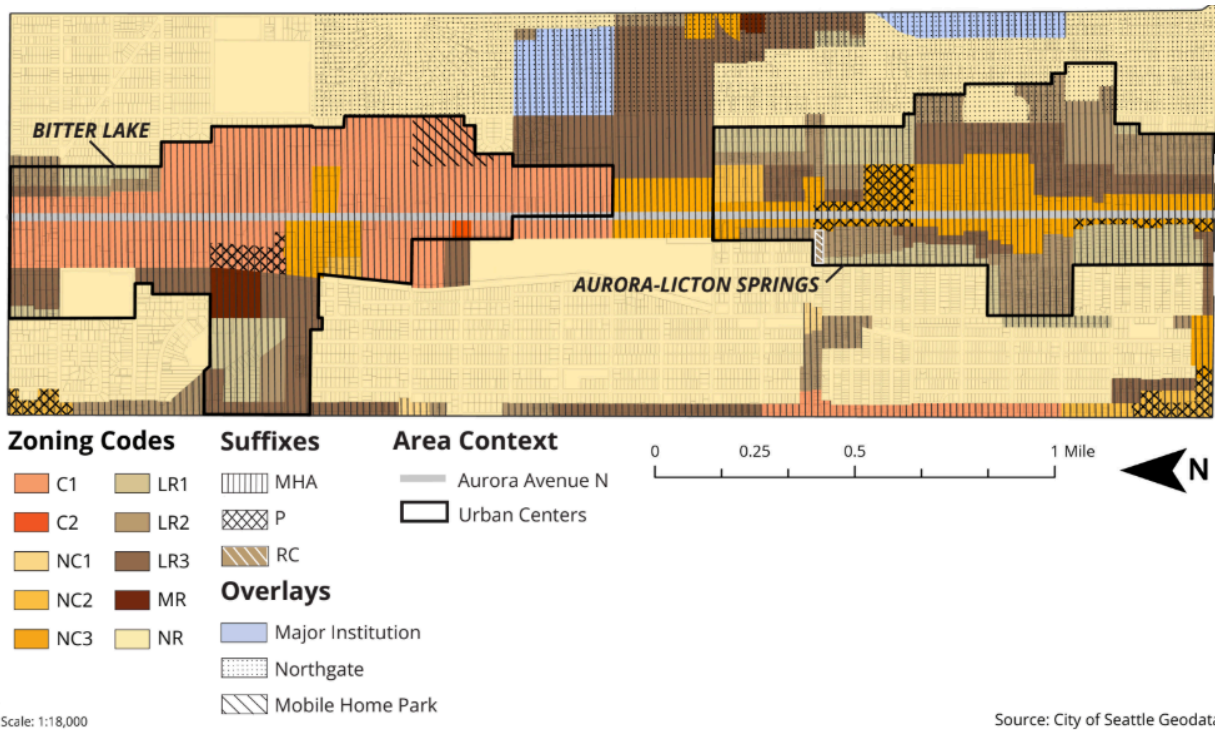 BITTER LAKE
AURORA-LICTON SPRINGS
Zoning Codes
C1
C2
NC1
NC2
NC3
LR1
LR2
LR3
MR
NR
Suffixes
MHA
P
RC
Overlays
Major Institution
Northgate
Mobile Home Park
Area Context
Aurora Avenue N
Urban Centers
0 0.25 0.5 1 Mile
N
Scale: 1:18,000
Source: City of Seattle Geodata